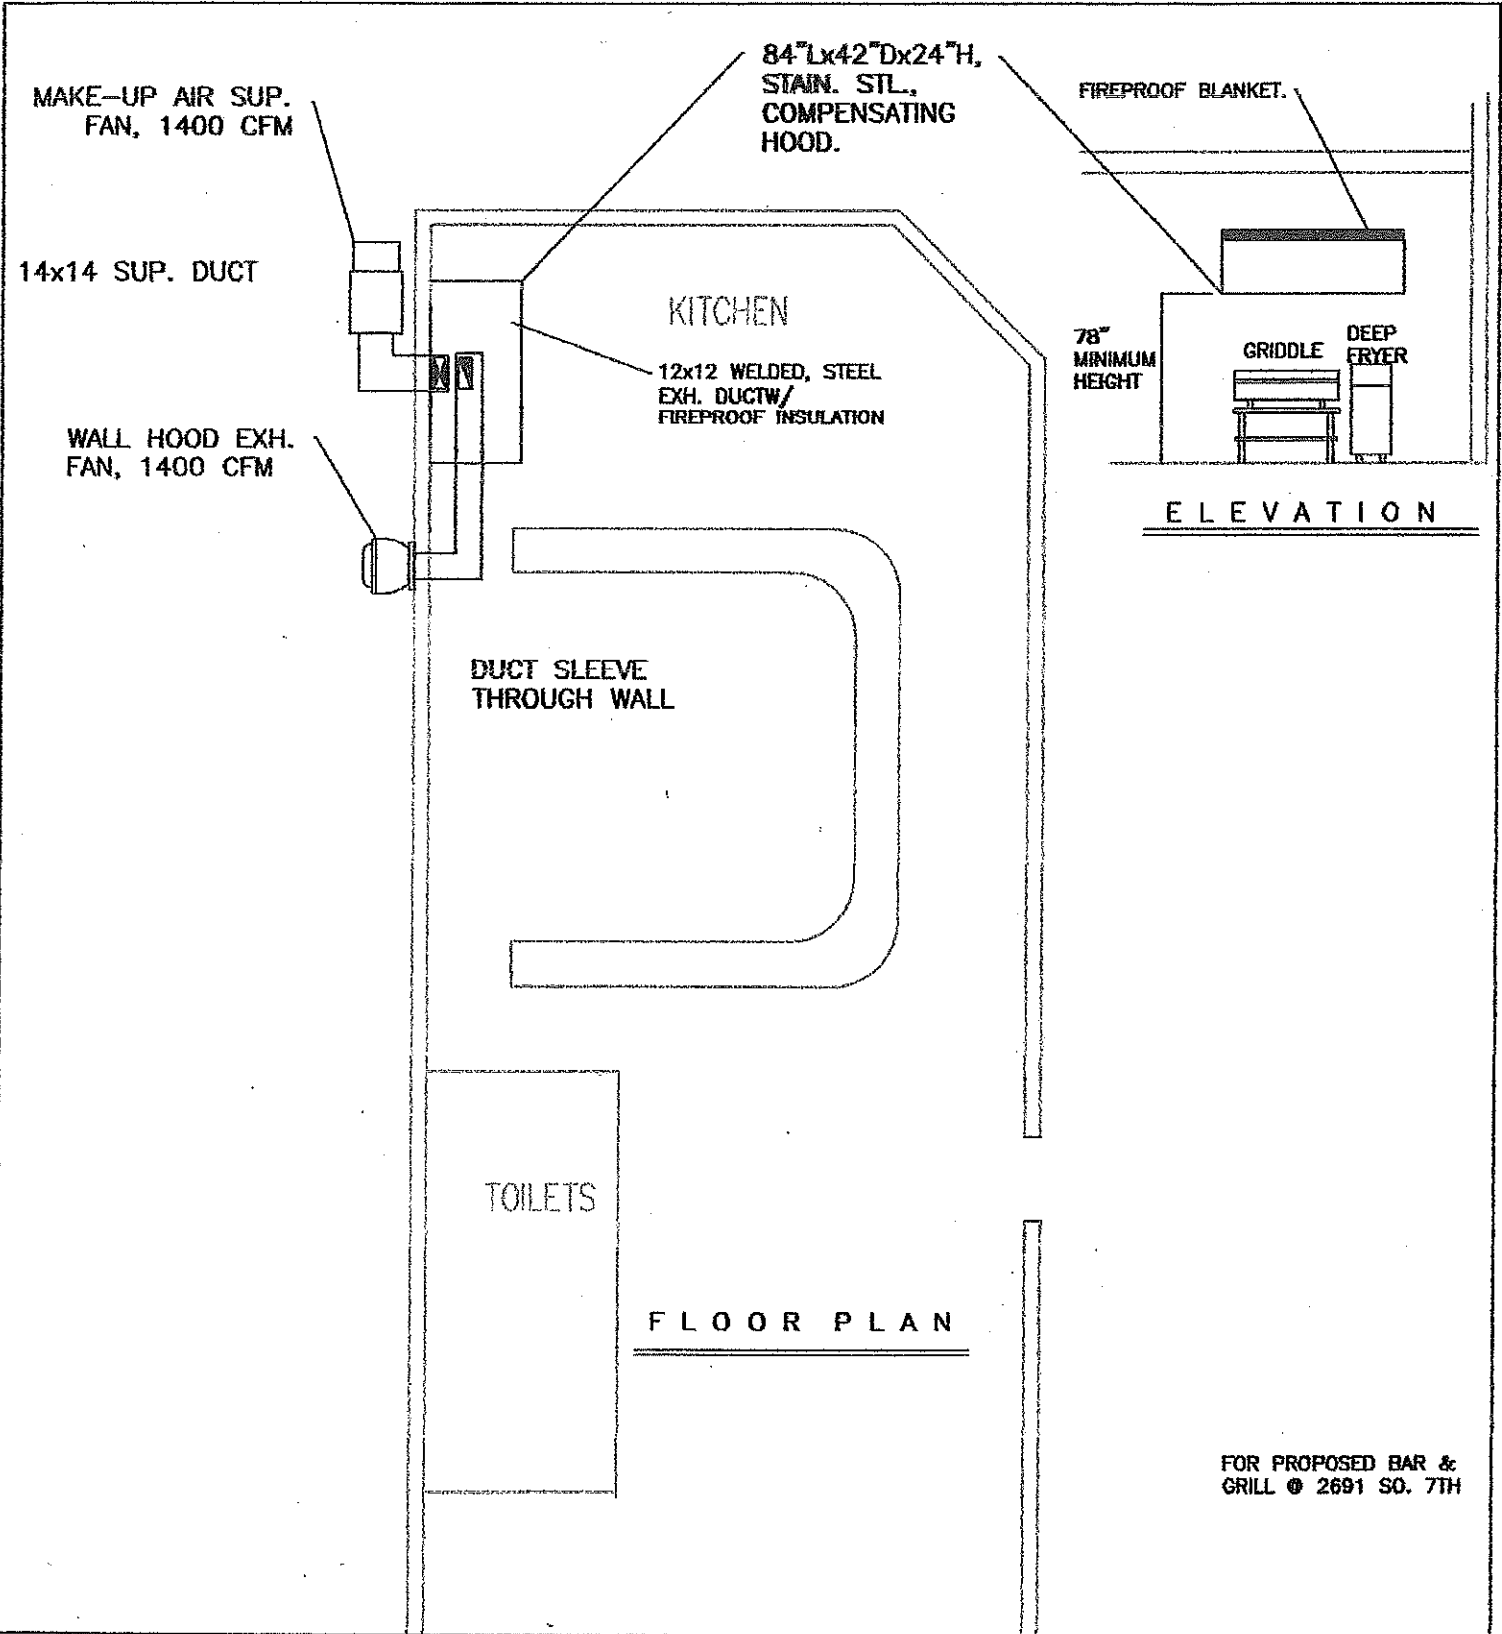 84"Lx42"Dx24"H,
STAIN. STL.,
COMPENSATING
HOOD.
MAKE-UP AIR SUP.
FAN, 1400 CFM
FIREPROOF BLANKET.
14x14 SUP. DUCT
KITCHEN
12x12 WELDED, STEEL
EXH. DUCTW/
FIREPROOF INSULATION
78"
MINIMUM
HEIGHT
GRIDDLE
DEEP
FRYER
WALL HOOD EXH.
FAN, 1400 CFM
ELEVATION
DUCT SLEEVE
THROUGH WALL
TOILETS
FLOOR PLAN
FOR PROPOSED BAR &
GRILL @ 2691 SO. 7TH